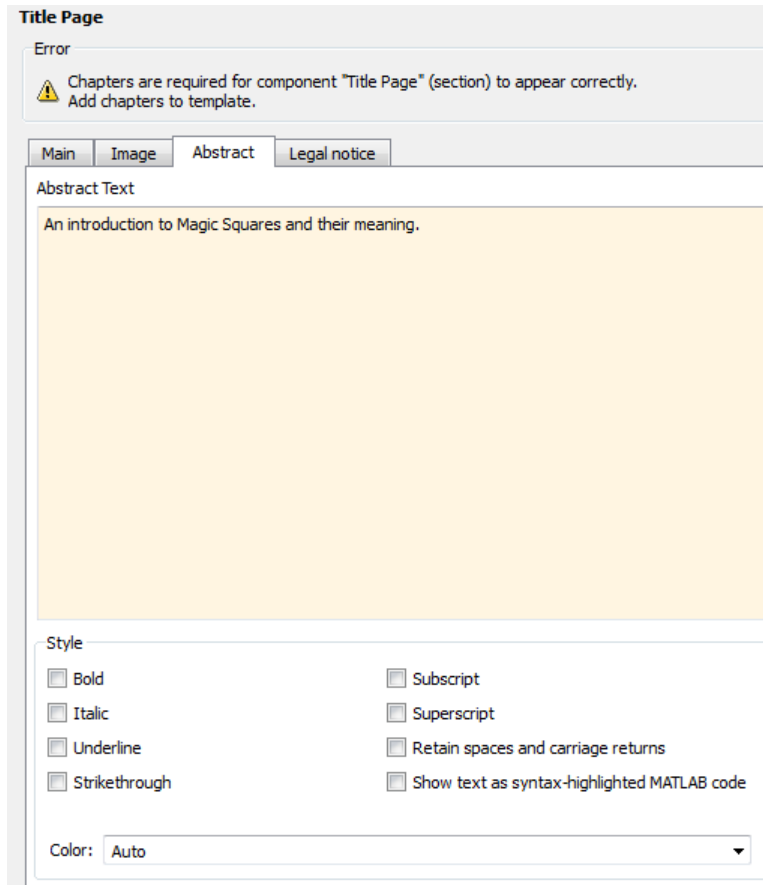 Title Page
Error
Chapters are required for component "Title Page" (section) to appear correctly.
Add chapters to template.
Main Image Abstract Legal notice
Abstract Text
An introduction to Magic Squares and their meaning.
Style
Bold Subscript
Italic Superscript
Underline Retain spaces and carriage returns
Strikethrough Show text as syntax-highlighted MATLAB code
Color: Auto